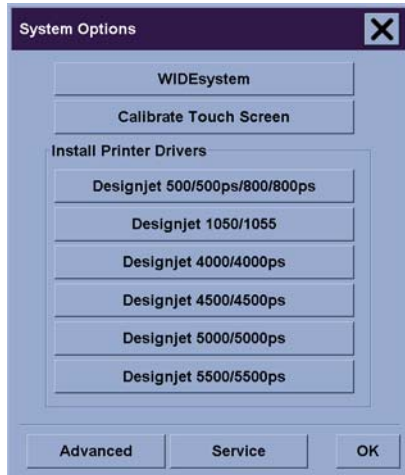 System Options
WIDEsystem
Calibrate Touch Screen
Install Printer Drivers
Designjet 500/500ps/800/800ps
Designjet 1050/1055
Designjet 4000/4000ps
Designjet 4500/4500ps
Designjet 5000/5000ps
Designjet 5500/5500ps
Advanced Service OK